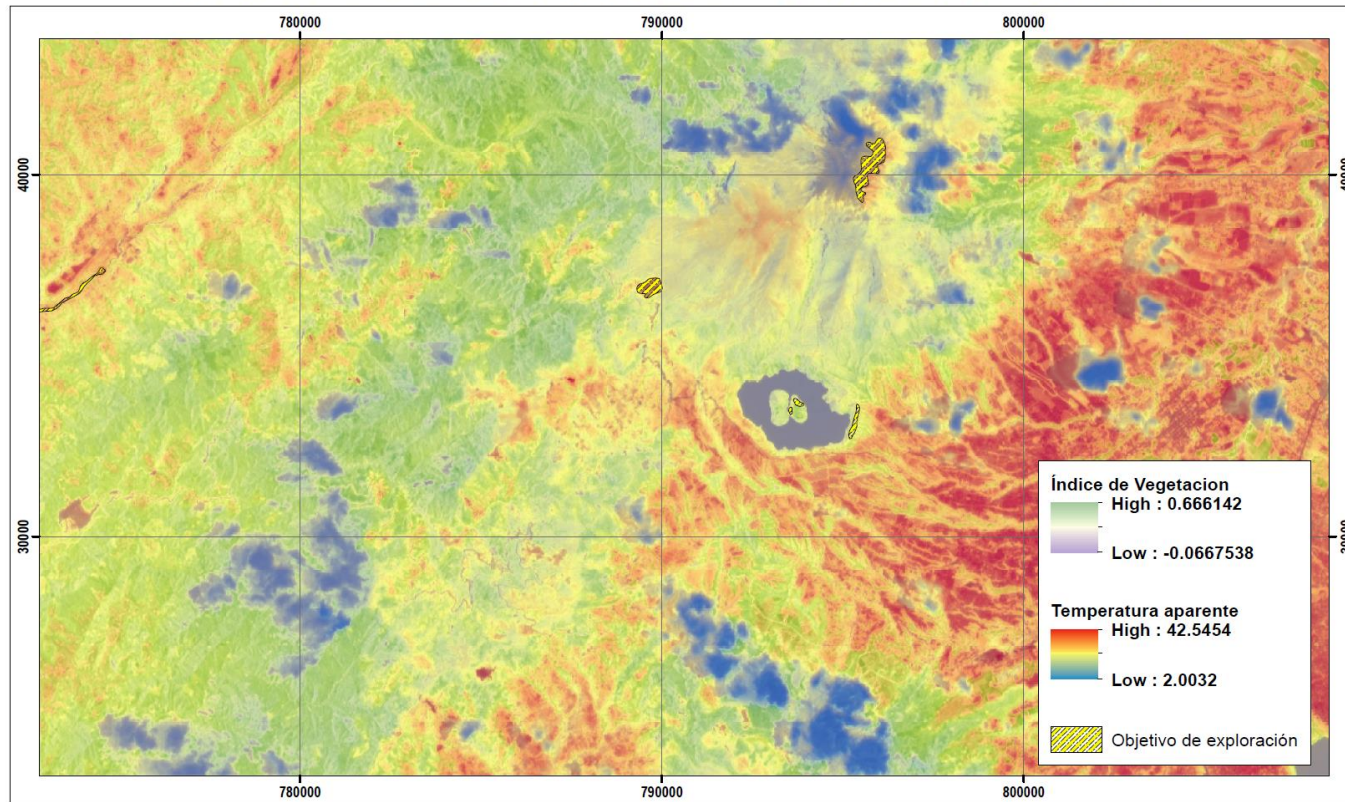 780000 790000 800000
40000 40000
30000
Índice de Vegetacion
High : 0.666142
Low : -0.0667538
Temperatura aparente
High : 42.5454
Low : 2.0032
Objetivo de exploración
780000 790000 800000